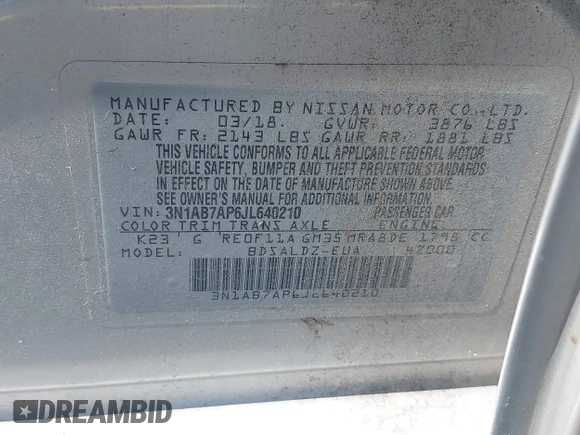 MANUFACTURED BY NISSAN MOTOR CO., LTD.
DATE: 03/18 GVWR: 3876 LBS
GAWR FR: 2143 LBS GAWR RR: 1881 LBS
THIS VEHICLE CONFORMS TO ALL APPLICABLE FEDERAL MOTOR
VEHICLE SAFETY, BUMPER AND THEFT PREVENTION STANDARDS
IN EFFECT ON THE DATE OF MANUFACTURE SHOWN ABOVE.
SEE OWNER'S MANUAL FOR ADDITIONAL INFORMATION
VIN: 3N1AB7AP6JL640210 PASSENGER CAR
COLOR TRIM TRANS AXLE ENGINE
K23 G RE0F11A GM35 MRA8DE 1798 CC
MODEL: BDSALDZ-EUA 42000
3N1AB7AP6JL640210
DREAMBID